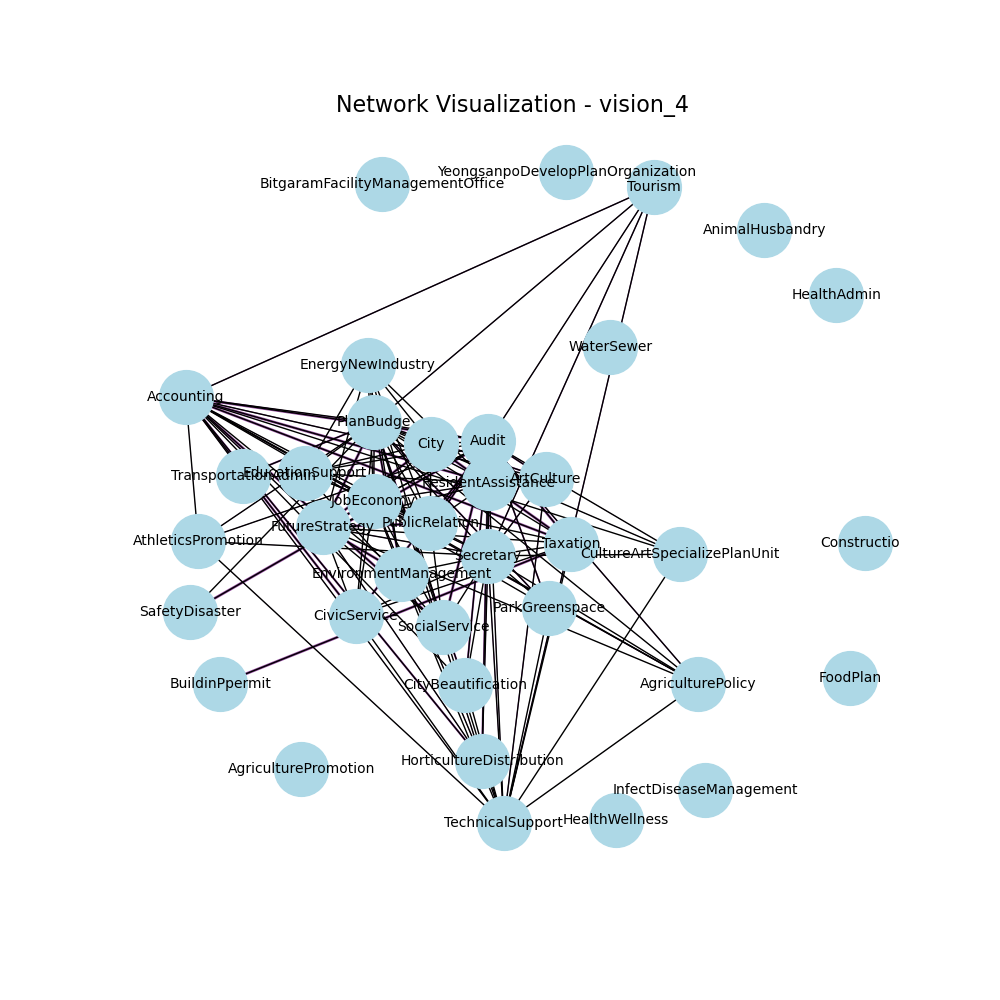 Network Visualization - vision_4
YeongsanpoDevelopPlanOrganization
BitgaramFacilityManagementOffice
Tourism
AnimalHusbandry
HealthAdmin
WaterSewer
EnergyNewIndustry
Accounting
PlanBudge
City
Audit
TransportationAdmin
EducationSupport
ResidentAssistance
ArtCulture
JobEconomy
PublicRelation
FutureStrategy
AthleticsPromotion
Secretary
Taxation
CultureArtSpecializePlanUnit
Constructio
EnvironmentManagement
SafetyDisaster
CivicService
SocialService
ParkGreenspace
BuildinPpermit
CityBeautification
AgriculturePolicy
FoodPlan
AgriculturePromotion
HorticultureDistribution
InfectDiseaseManagement
TechnicalSupport
HealthWellness